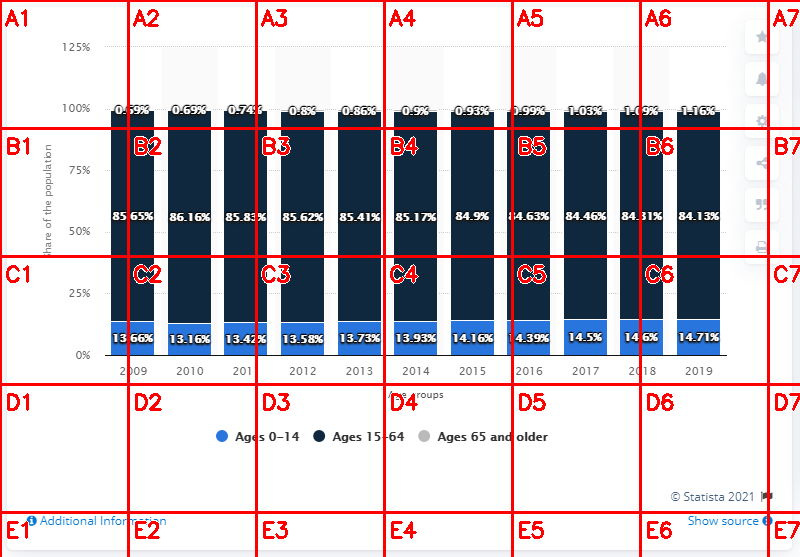 A1 A2 A3 A4 A5 A6 A7
125%
100% 0.69% 0.69% 0.74% 0.8% 0.86% 0.9% 0.93% 0.99% 1.03% 1.09% 1.16%
B1 B2 B3 B4 B5 B6 B7
Share of the population
75%
85.65% 86.16% 85.83% 85.62% 85.41% 85.17% 84.9% 84.63% 84.46% 84.31% 84.13%
50%
C1 C2 C3 C4 C5 C6 C7
25%
13.66% 13.16% 13.42% 13.58% 13.73% 13.93% 14.16% 14.39% 14.5% 14.6% 14.71%
0%
2009 2010 2011 2012 2013 2014 2015 2016 2017 2018 2019
Age groups
D1 D2 D3 D4 D5 D6 D7
Ages 0-14 Ages 15-64 Ages 65 and older
© Statista 2021
Additional Information Show source
E1 E2 E3 E4 E5 E6 E7